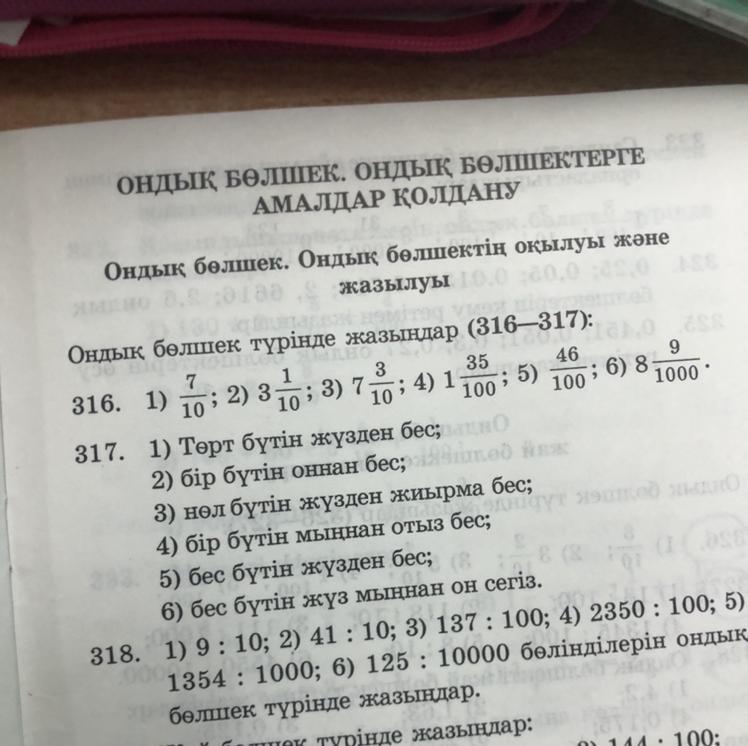 ОНДЫҚ БӨЛШЕК. ОНДЫҚ БӨЛШЕКТЕРГЕ
АМАЛДАР ҚОЛДАНУ
Ондық бөлшек. Ондық бөлшектің оқылуы және
жазылуы
Ондық бөлшек түрінде жазыңдар (316—317):
316. 1) 7/10; 2) 3 1/10; 3) 7 3/10; 4) 1 35/100; 5) 46/100; 6) 8 9/1000.
317. 1) Төрт бүтін жүзден бес;
2) бір бүтін оннан бес;
3) нөл бүтін жүзден жиырма бес;
4) бір бүтін мыңнан отыз бес;
5) бес бүтін жүзден бес;
6) бес бүтін жүз мыңнан он сегіз.
318. 1) 9 : 10; 2) 41 : 10; 3) 137 : 100; 4) 2350 : 100; 5)
1354 : 1000; 6) 125 : 10000 бөлінділерін ондық
бөлшек түрінде жазыңдар.
бөлшек түрінде жазыңдар:
144 : 100;